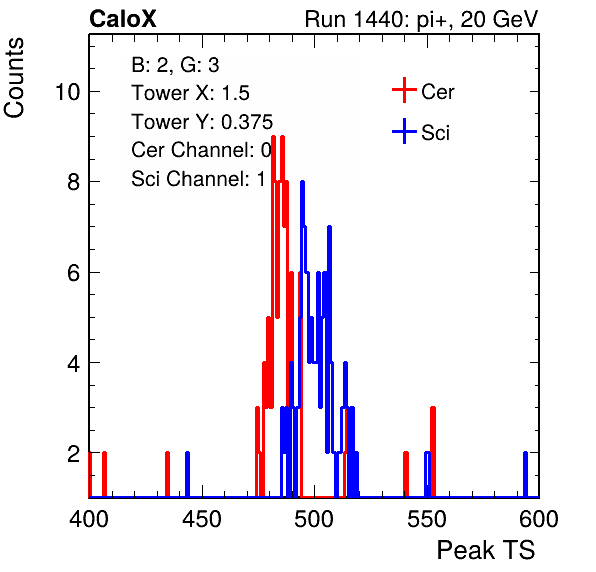 CaloX Run 1440: pi+, 20 GeV
Counts
B: 2, G: 3
Tower X: 1.5
Tower Y: 0.375
Cer Channel: 0
Sci Channel: 1
Cer
Sci
10
8
6
4
2
400 450 500 550 600
Peak TS